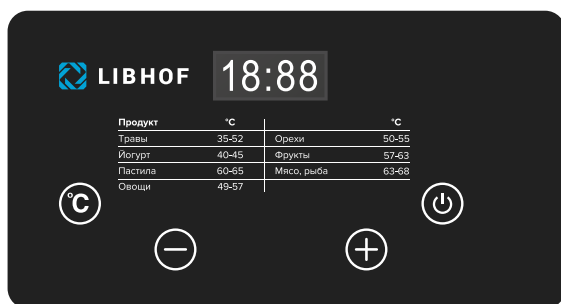 LIBHOF
18:88
Продукт °C °C
Травы 35-52 Орехи 50-55
Йогурт 40-45 Фрукты 57-63
Пастила 60-65 Мясо, рыба 63-68
Овощи 49-57
°C